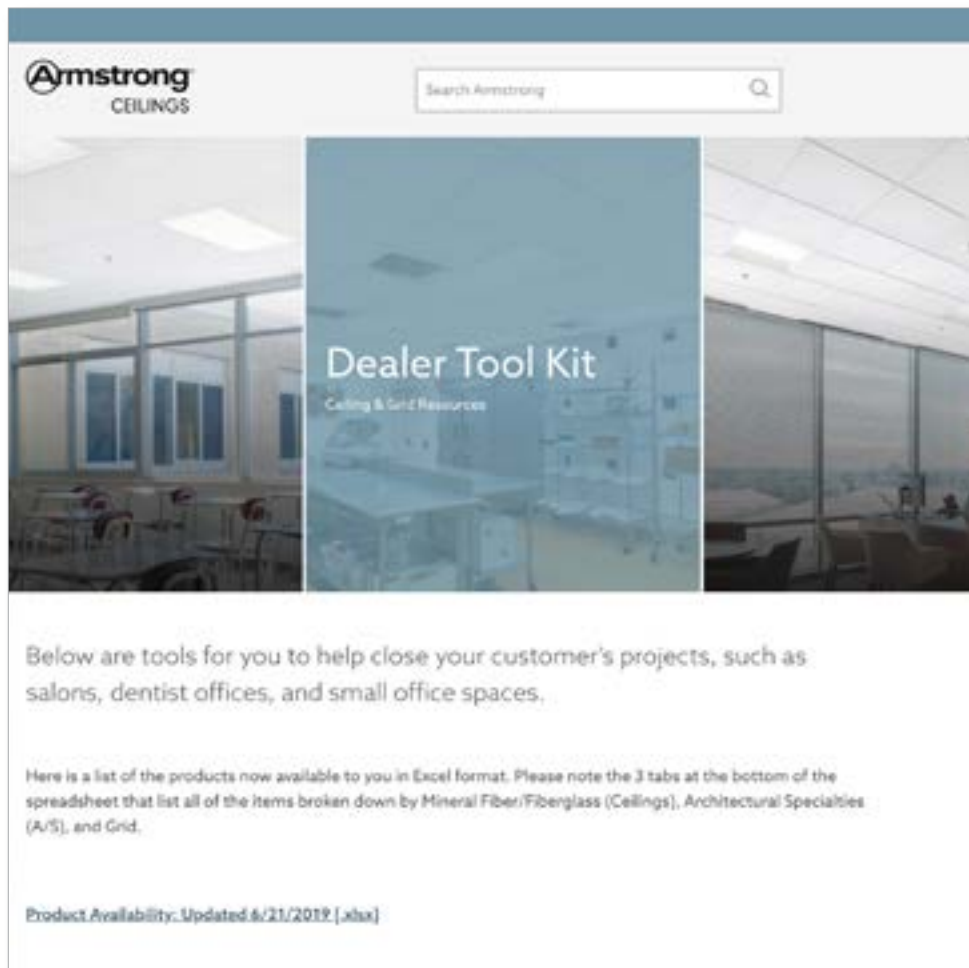 Armstrong
CEILINGS
Search Armstrong
Dealer Tool Kit
Ceiling & Grid Resources
Below are tools for you to help close your customer's projects, such as
salons, dentist offices, and small office spaces.
Here is a list of the products now available to you in Excel format. Please note the 3 tabs at the bottom of the
spreadsheet that list all of the items broken down by Mineral Fiber/Fiberglass (Ceilings), Architectural Specialties
(A/S), and Grid.
Product Availability: Updated 6/21/2019 [.xlsx]